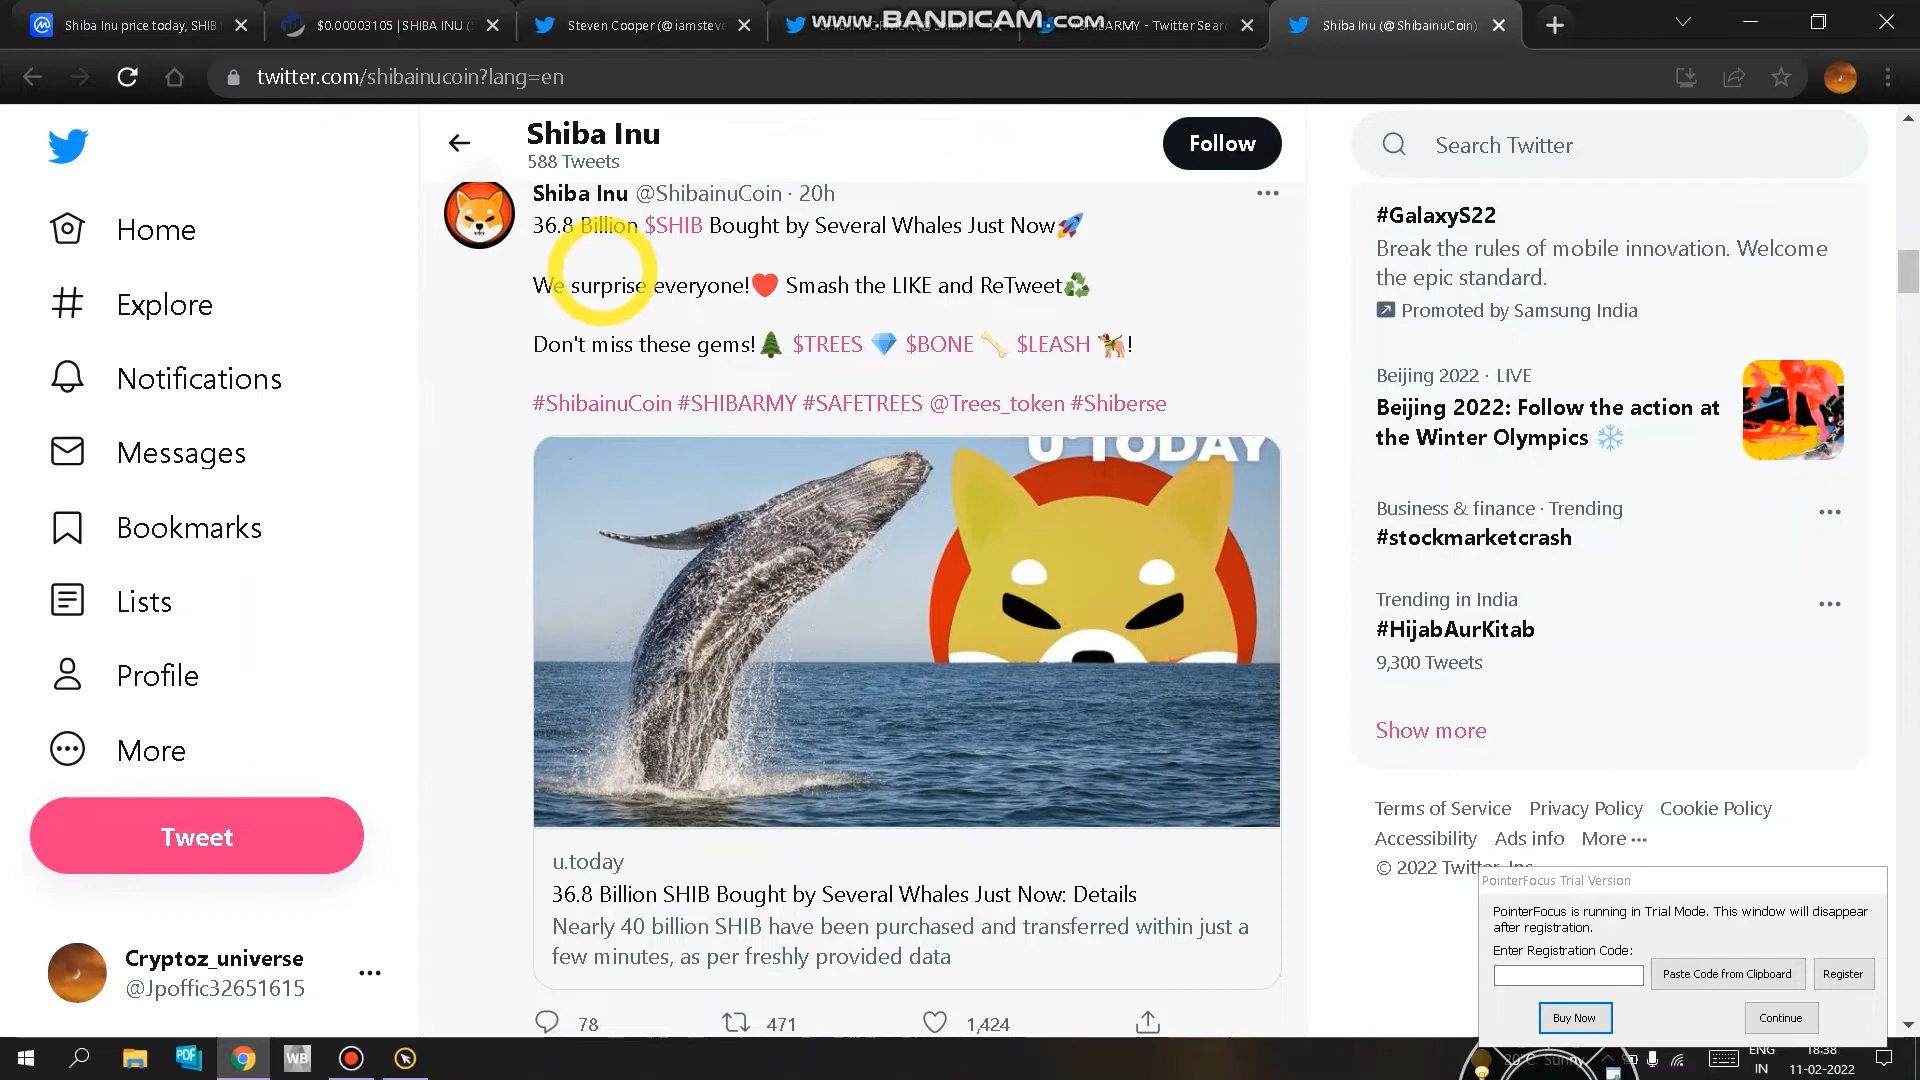 Shiba Inu price today, SHIB
$0.00003105 | SHIBA INU (
Steven Cooper (@iamsteve
www.BANDICAM.com
SHIBARMY - Twitter Searc
Shiba Inu (@ShibainuCoin)
twitter.com/shibainucoin?lang=en
Shiba Inu
588 Tweets
Follow
Search Twitter
Home
Explore
Notifications
Messages
Bookmarks
Lists
Profile
More
Tweet
Cryptoz_universe
@Jpoffic32651615
Shiba Inu @ShibainuCoin · 20h
36.8 Billion $SHIB Bought by Several Whales Just Now🚀
We surprise everyone!❤️ Smash the LIKE and ReTweet♻️
Don't miss these gems!🌲 $TREES 💎 $BONE 🦴 $LEASH 🐕‍🦺!
#ShibainuCoin #SHIBARMY #SAFETREES @Trees_token #Shiberse
U TODAY
u.today
36.8 Billion SHIB Bought by Several Whales Just Now: Details
Nearly 40 billion SHIB have been purchased and transferred within just a
few minutes, as per freshly provided data
78
471
1,424
#GalaxyS22
Break the rules of mobile innovation. Welcome
the epic standard.
Promoted by Samsung India
Beijing 2022 · LIVE
Beijing 2022: Follow the action at
the Winter Olympics ❄️
Business & finance · Trending
#stockmarketcrash
Trending in India
#HijabAurKitab
9,300 Tweets
Show more
Terms of Service Privacy Policy Cookie Policy
Accessibility Ads info More ···
© 2022 Twitter, Inc.
PointerFocus Trial Version
PointerFocus is running in Trial Mode. This window will disappear
after registration.
Enter Registration Code:
Paste Code from Clipboard
Register
Buy Now
Continue
PDF
WB
20°C Sunny
ENG
IN
18:38
11-02-2022